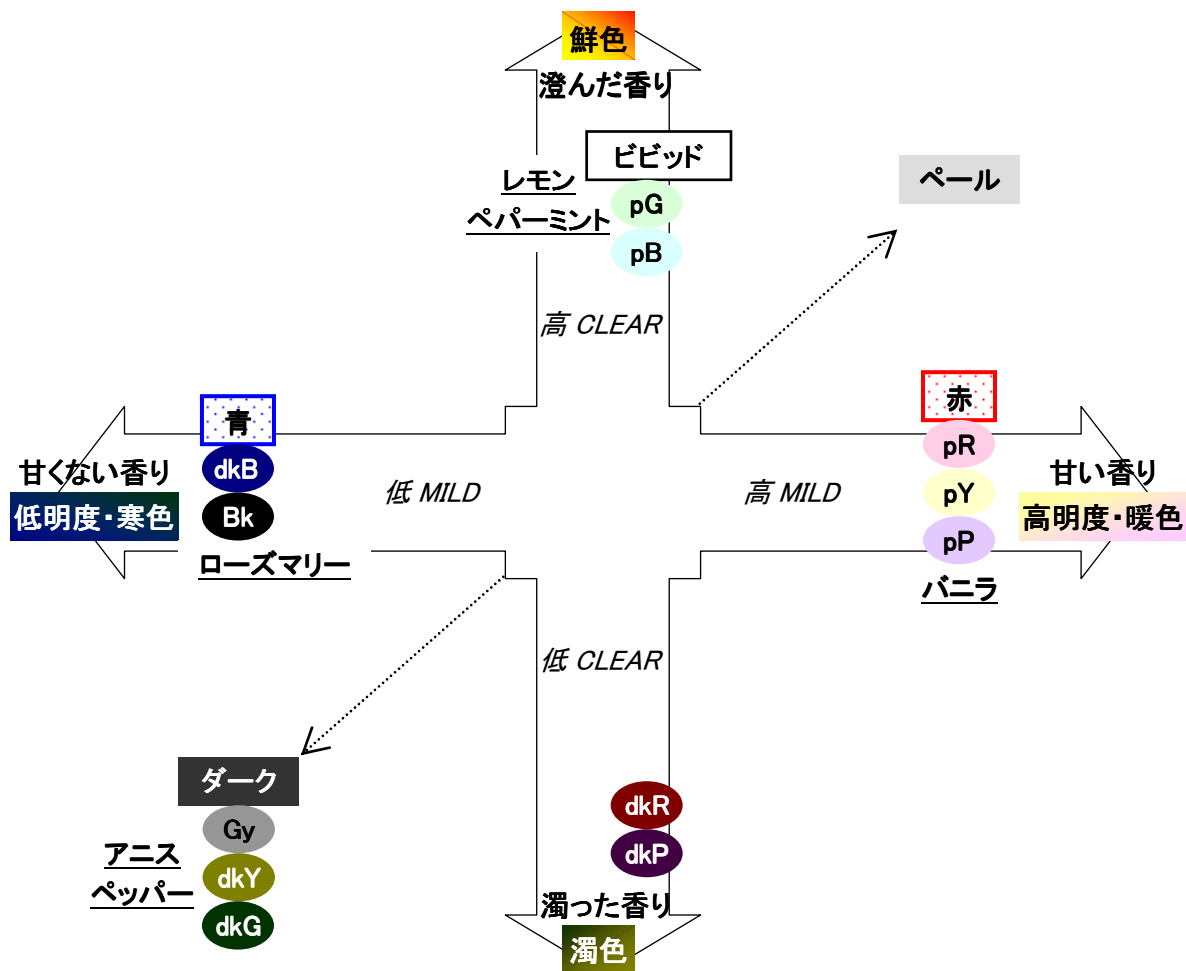 鮮色
澄んだ香り
ビビッド
レモン
ペパーミント
pG
pB
ペール
高 CLEAR
青
dkB
Bk
甘くない香り
低明度・寒色
ローズマリー
低 MILD
高 MILD
赤
pR
pY
pP
バニラ
甘い香り
高明度・暖色
低 CLEAR
ダーク
Gy
dkY
dkG
アニス
ペッパー
dkR
dkP
濁った香り
濁色